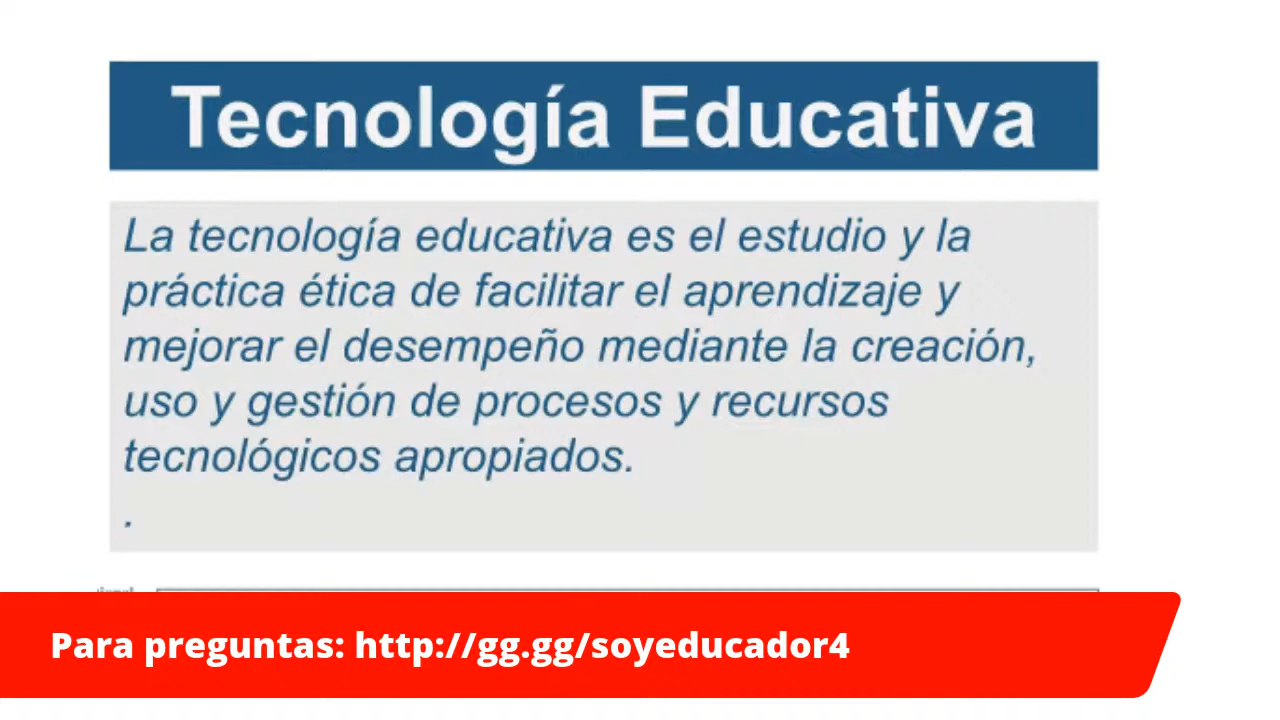 Tecnología Educativa
La tecnología educativa es el estudio y la
práctica ética de facilitar el aprendizaje y
mejorar el desempeño mediante la creación,
uso y gestión de procesos y recursos
tecnológicos apropiados.
.
Para preguntas: http://gg.gg/soyeducador4